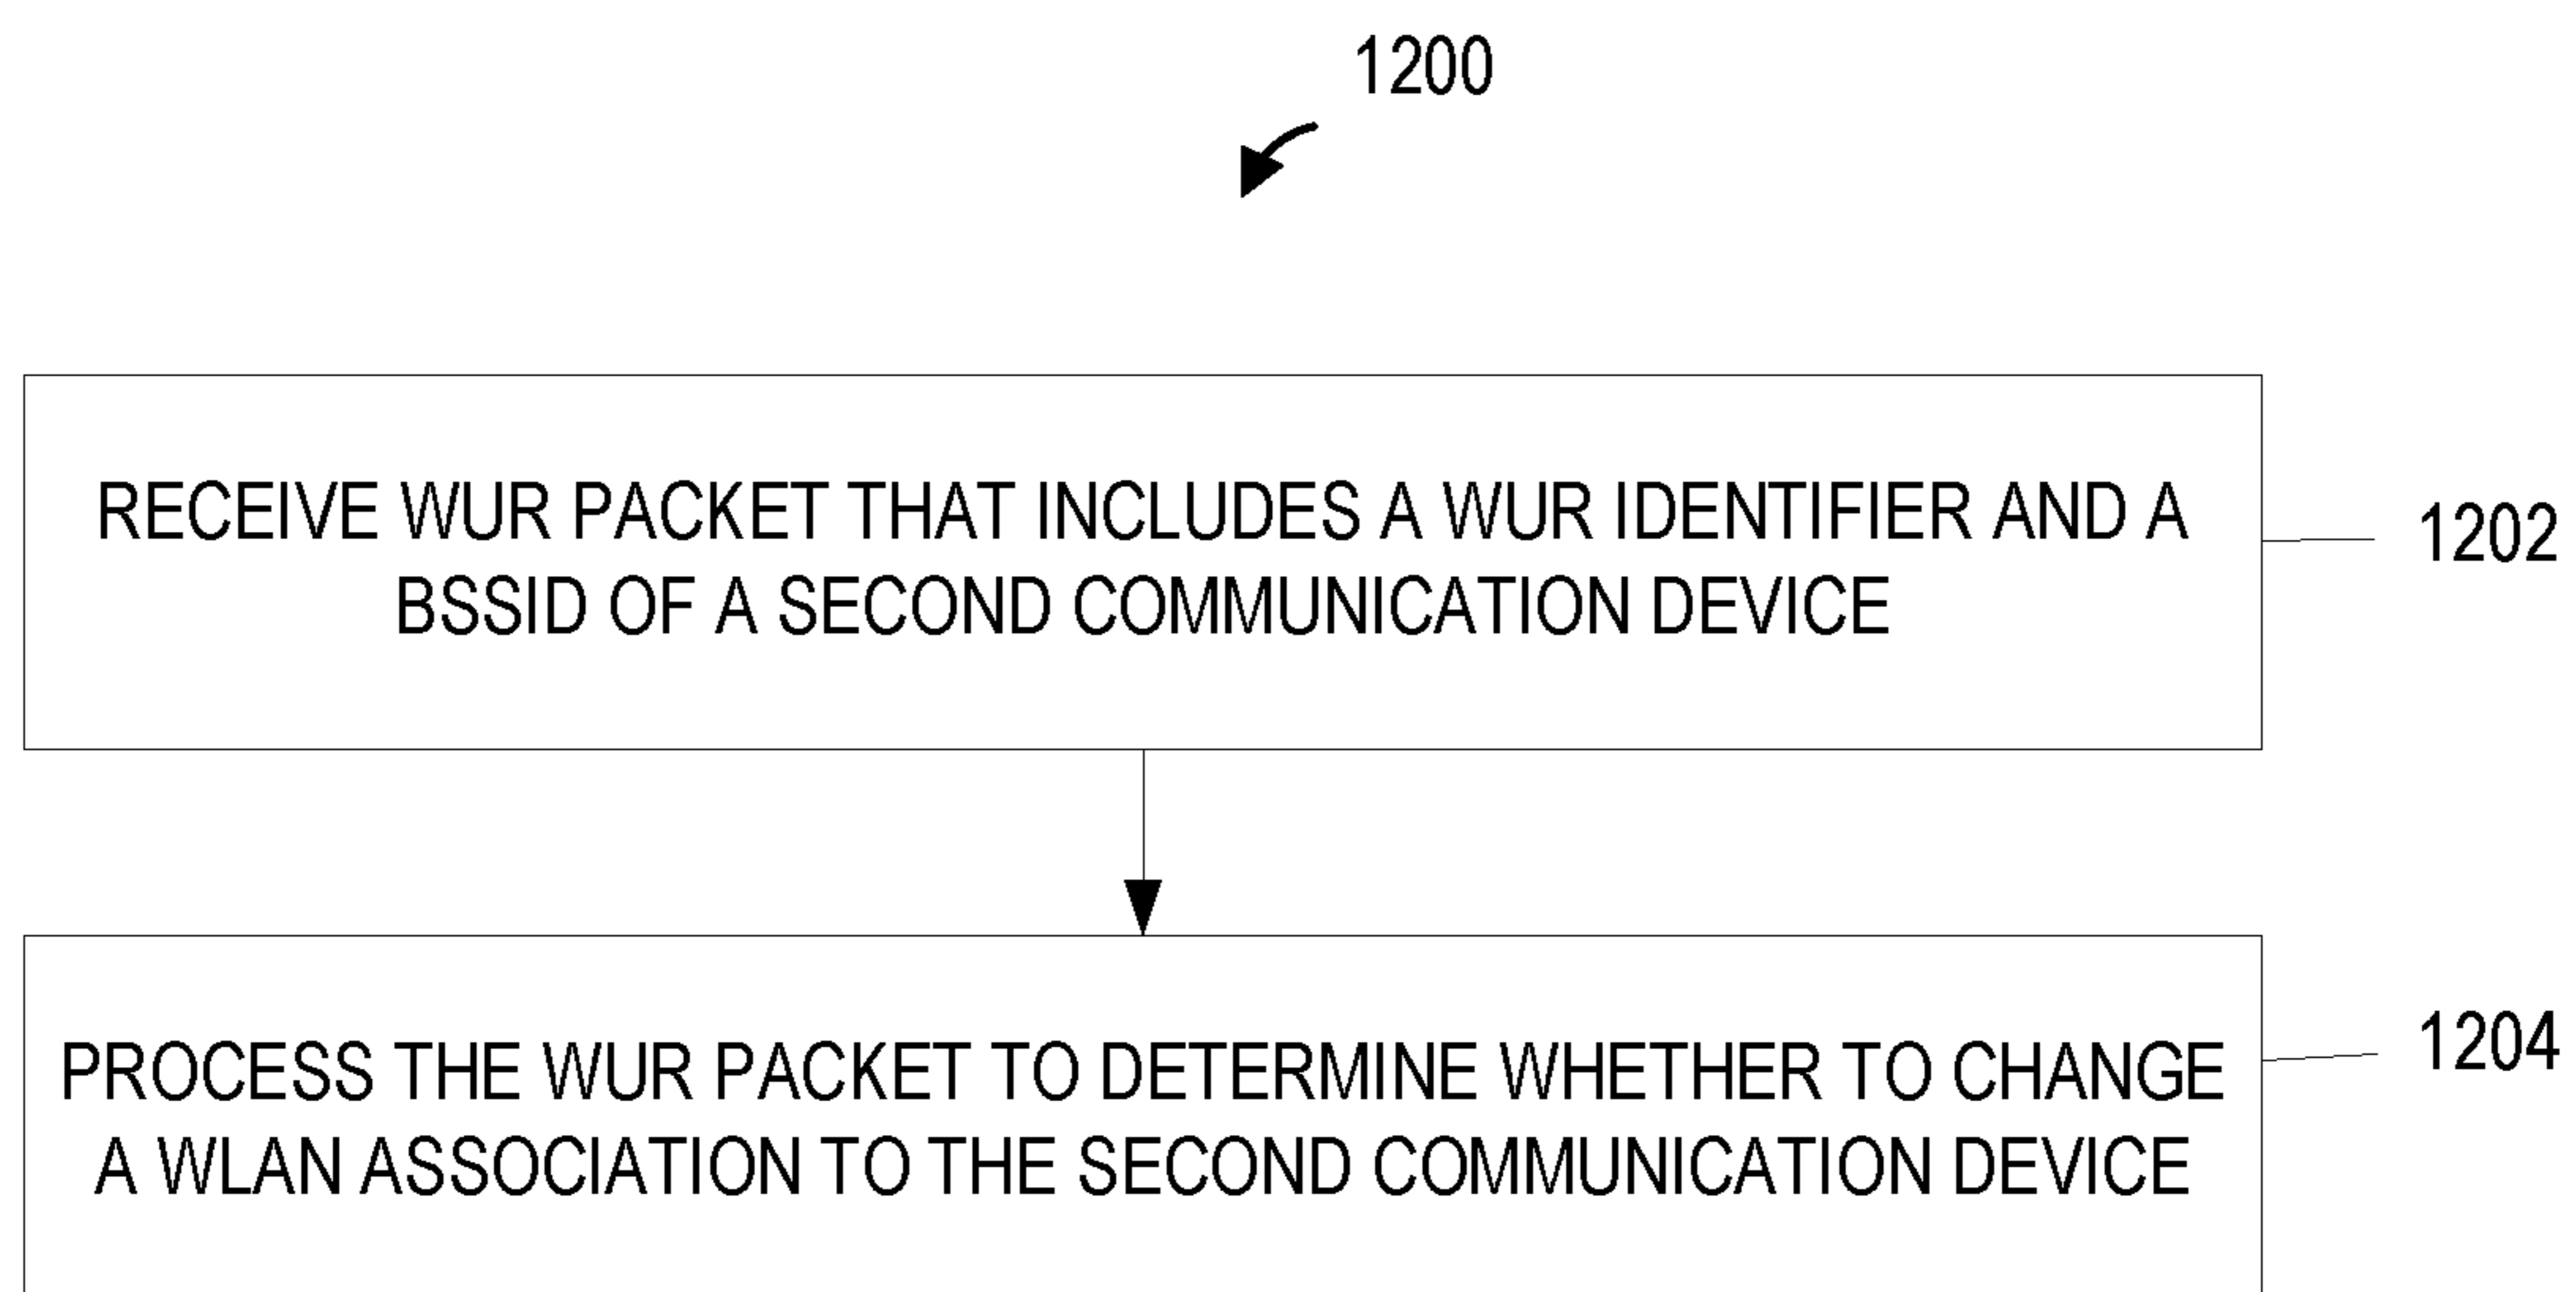 1200
RECEIVE WUR PACKET THAT INCLUDES A WUR IDENTIFIER AND A
BSSID OF A SECOND COMMUNICATION DEVICE
1202
PROCESS THE WUR PACKET TO DETERMINE WHETHER TO CHANGE
A WLAN ASSOCIATION TO THE SECOND COMMUNICATION DEVICE
1204